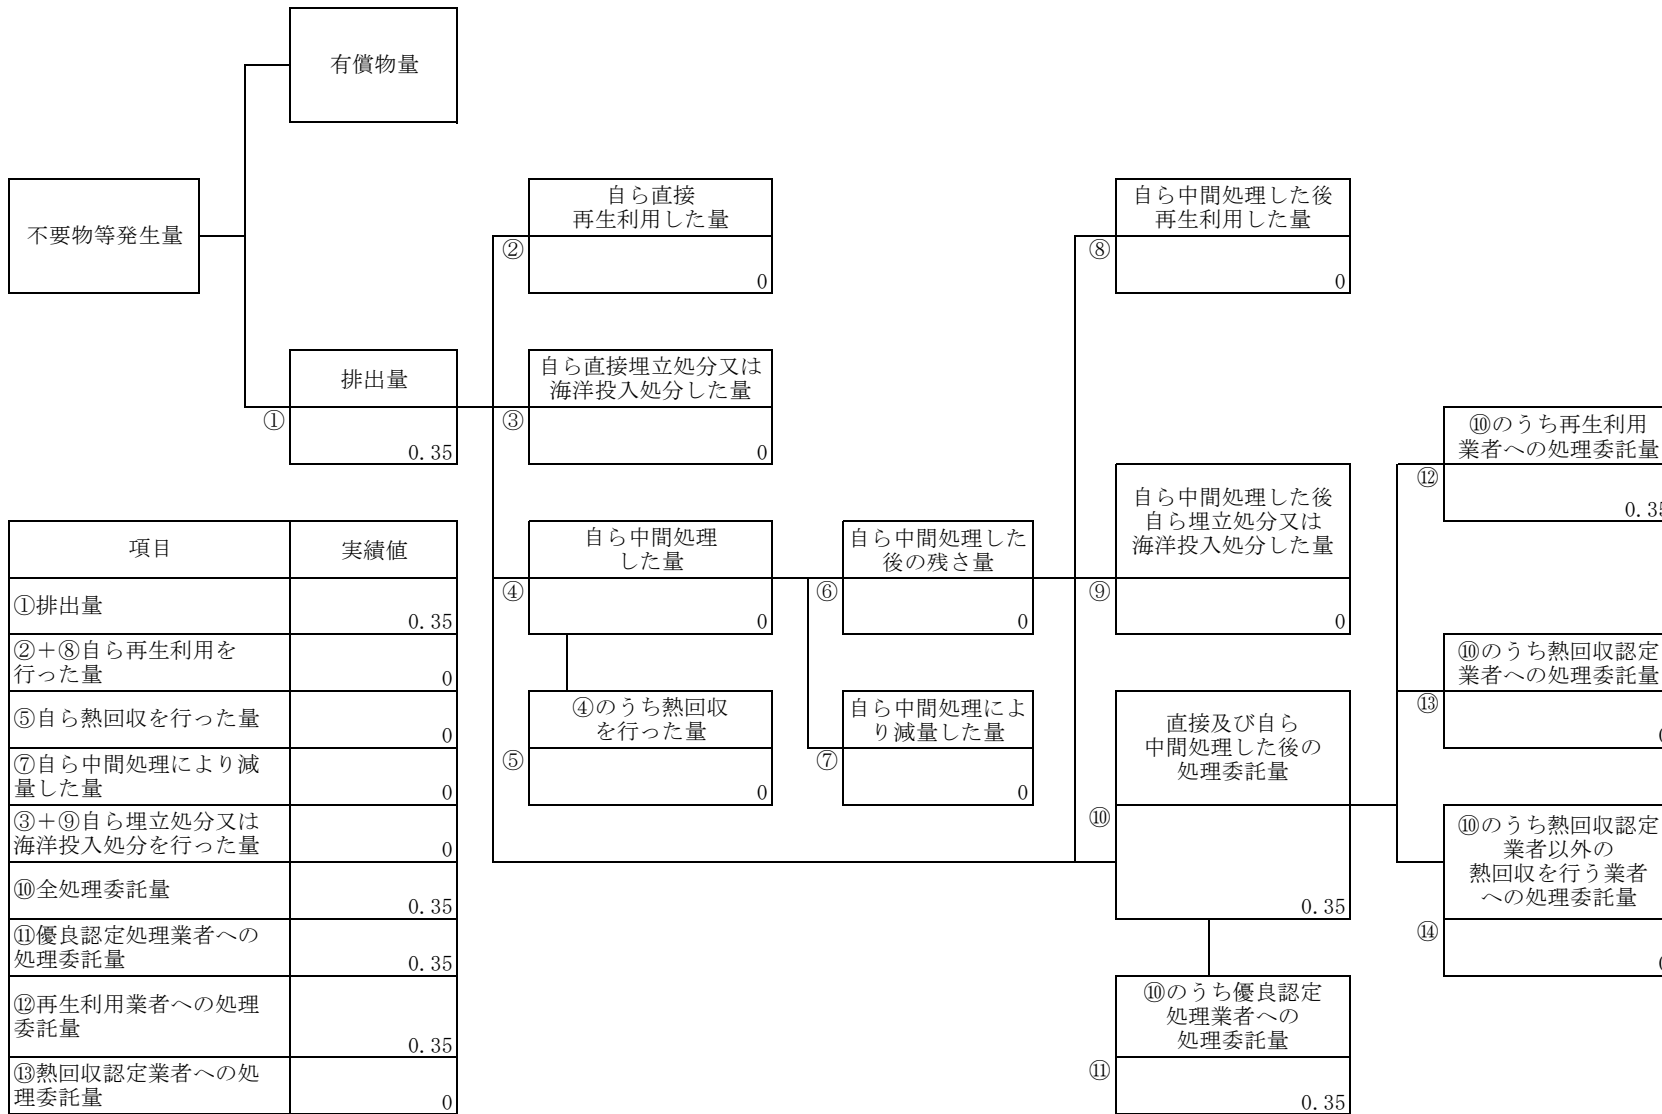 有償物量
不要物等発生量
排出量
①
0.35
自ら直接
再生利用した量
②
0
自ら直接埋立処分又は
海洋投入処分した量
③
0
自ら中間処理
した量
④
0
④のうち熱回収
を行った量
⑤
0
自ら中間処理した
後の残さ量
⑥
0
自ら中間処理によ
り減量した量
⑦
0
自ら中間処理した後
再生利用した量
⑧
0
自ら中間処理した後
自ら埋立処分又は
海洋投入処分した量
⑨
0
直接及び自ら
中間処理した後の
処理委託量
⑩
0.35
⑩のうち優良認定
処理業者への
処理委託量
⑪
0.35
⑩のうち再生利用
業者への処理委託量
⑫
0.35
⑩のうち熱回収認定
業者への処理委託量
⑬
0
⑩のうち熱回収認定
業者以外の
熱回収を行う業者
への処理委託量
⑭
0
項目 実績値
①排出量
0.35
②＋⑧自ら再生利用を
行った量
0
⑤自ら熱回収を行った量
0
⑦自ら中間処理により減
量した量
0
③＋⑨自ら埋立処分又は
海洋投入処分を行った量
0
⑩全処理委託量
0.35
⑪優良認定処理業者への
処理委託量
0.35
⑫再生利用業者への処理
委託量
0.35
⑬熱回収認定業者への処
理委託量
0